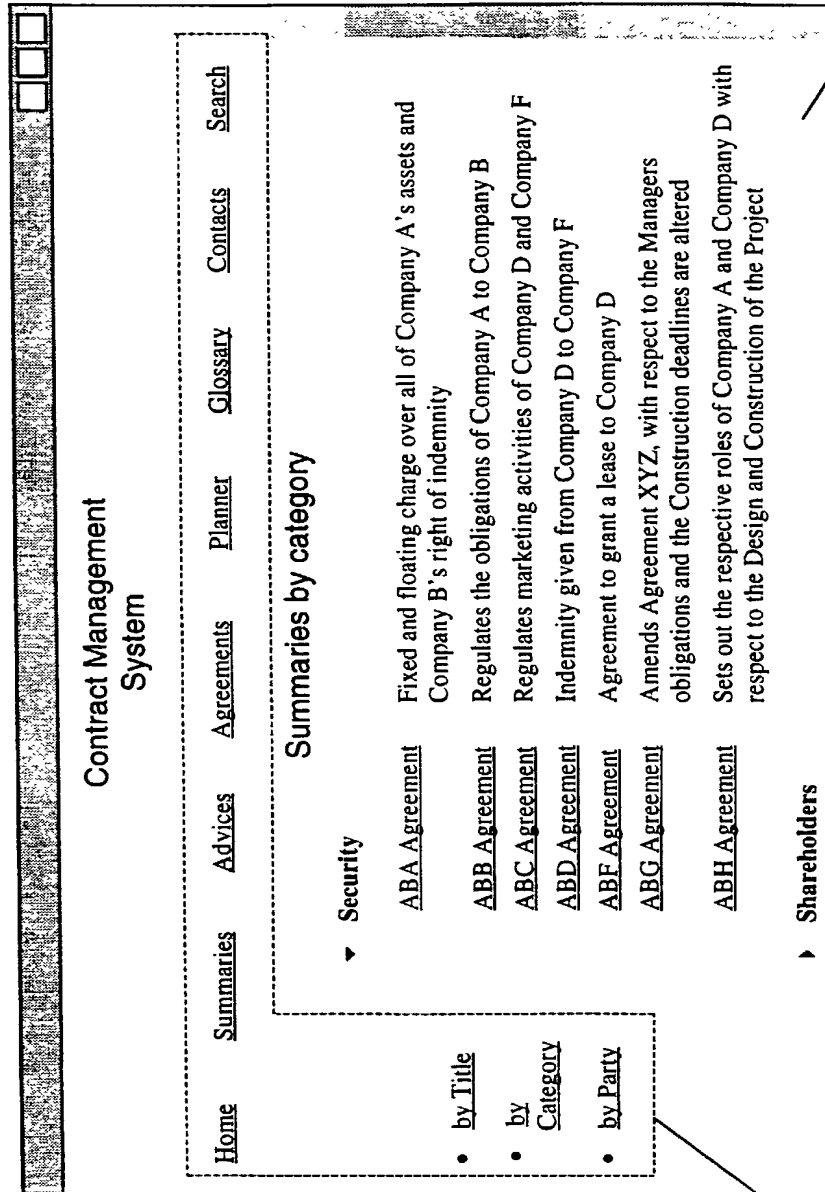 Contract Management
System
Home Summaries Advices Agreements Planner Glossary Contacts Search
Summaries by category
• by Title
• by
Category
• by Party
Security
ABA Agreement Fixed and floating charge over all of Company A's assets and
Company B's right of indemnity
ABB Agreement Regulates the obligations of Company A to Company B
ABC Agreement Regulates marketing activities of Company D and Company F
ABD Agreement Indemnity given from Company D to Company F
ABF Agreement Agreement to grant a lease to Company D
ABG Agreement Amends Agreement XYZ, with respect to the Managers
obligations and the Construction deadlines are altered
ABH Agreement Sets out the respective roles of Company A and Company D with
respect to the Design and Construction of the Project
Shareholders